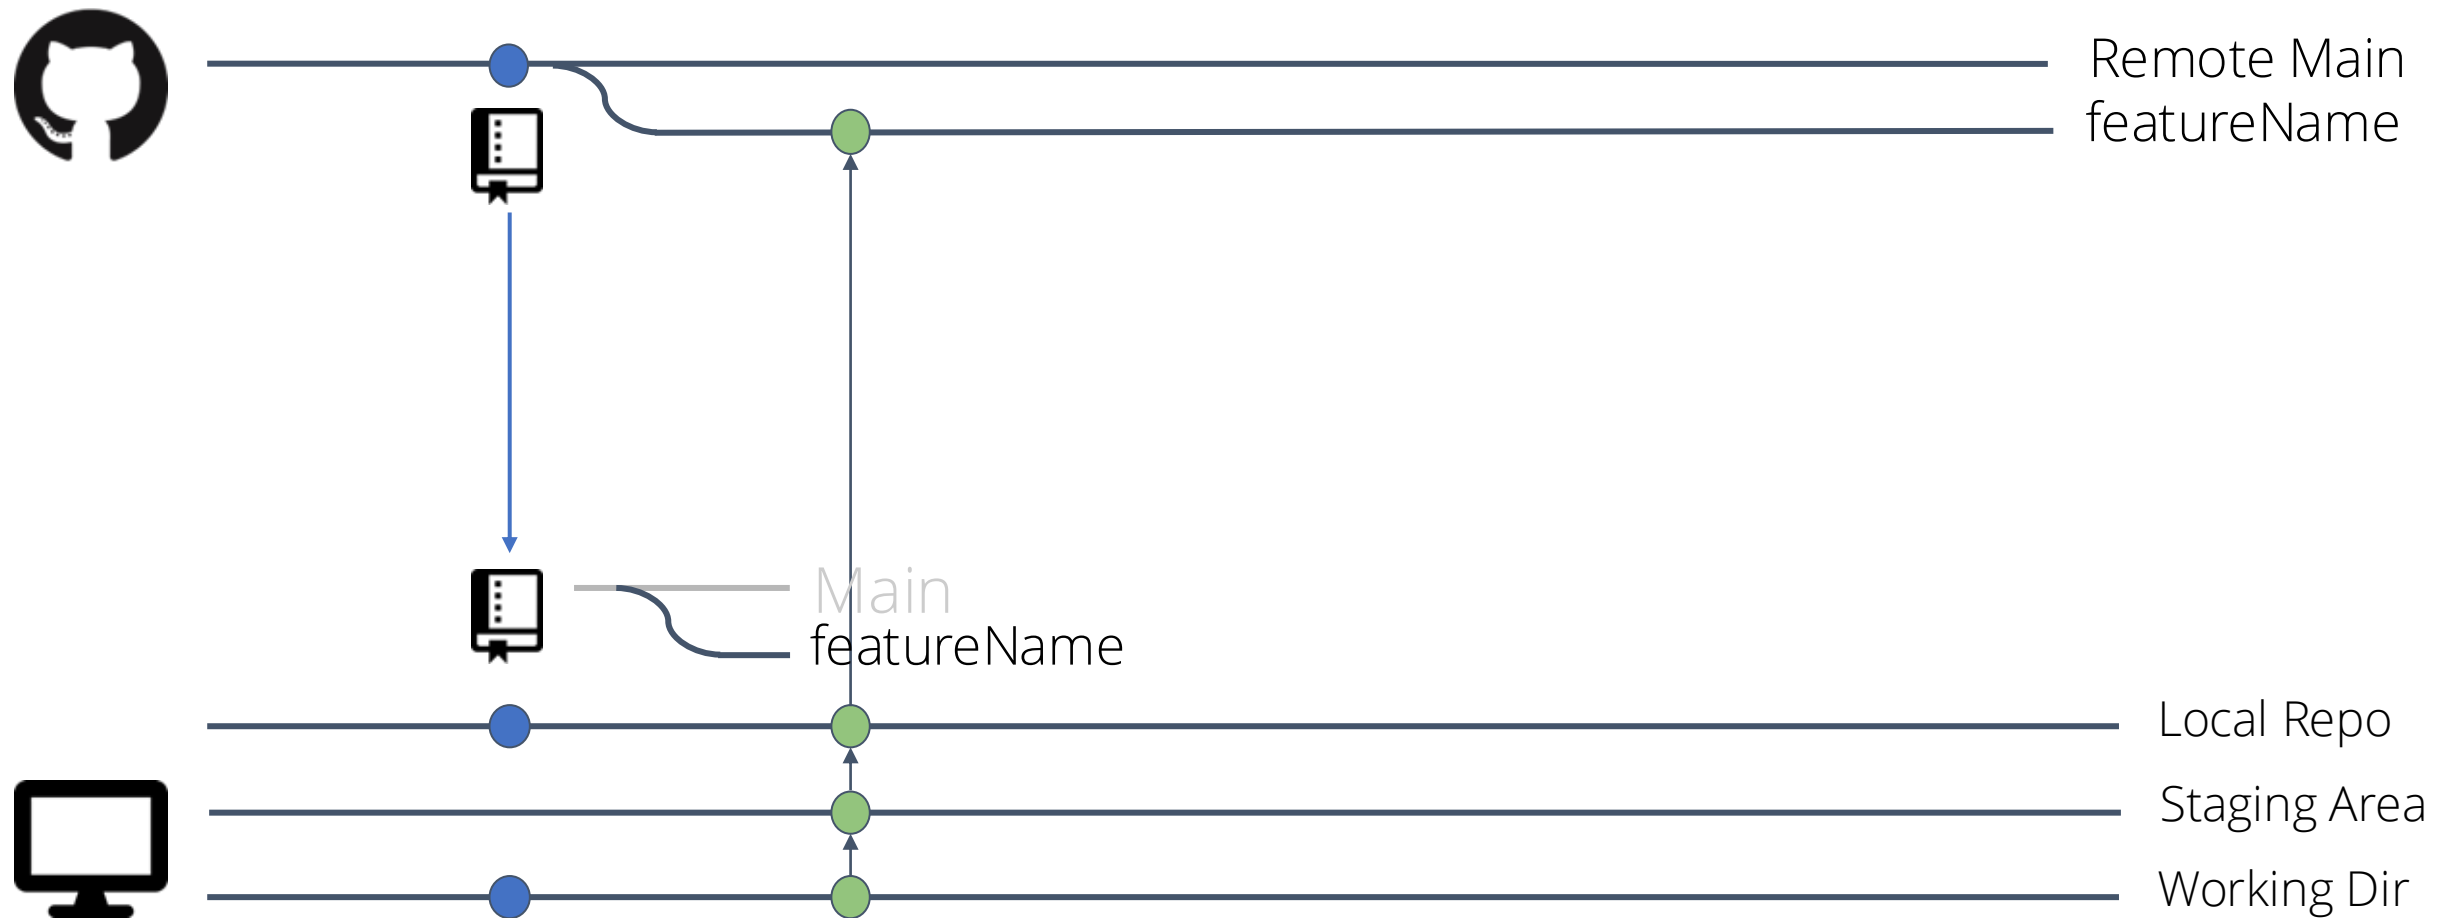 Remote Main
featureName
Main
featureName
Local Repo
Staging Area
Working Dir